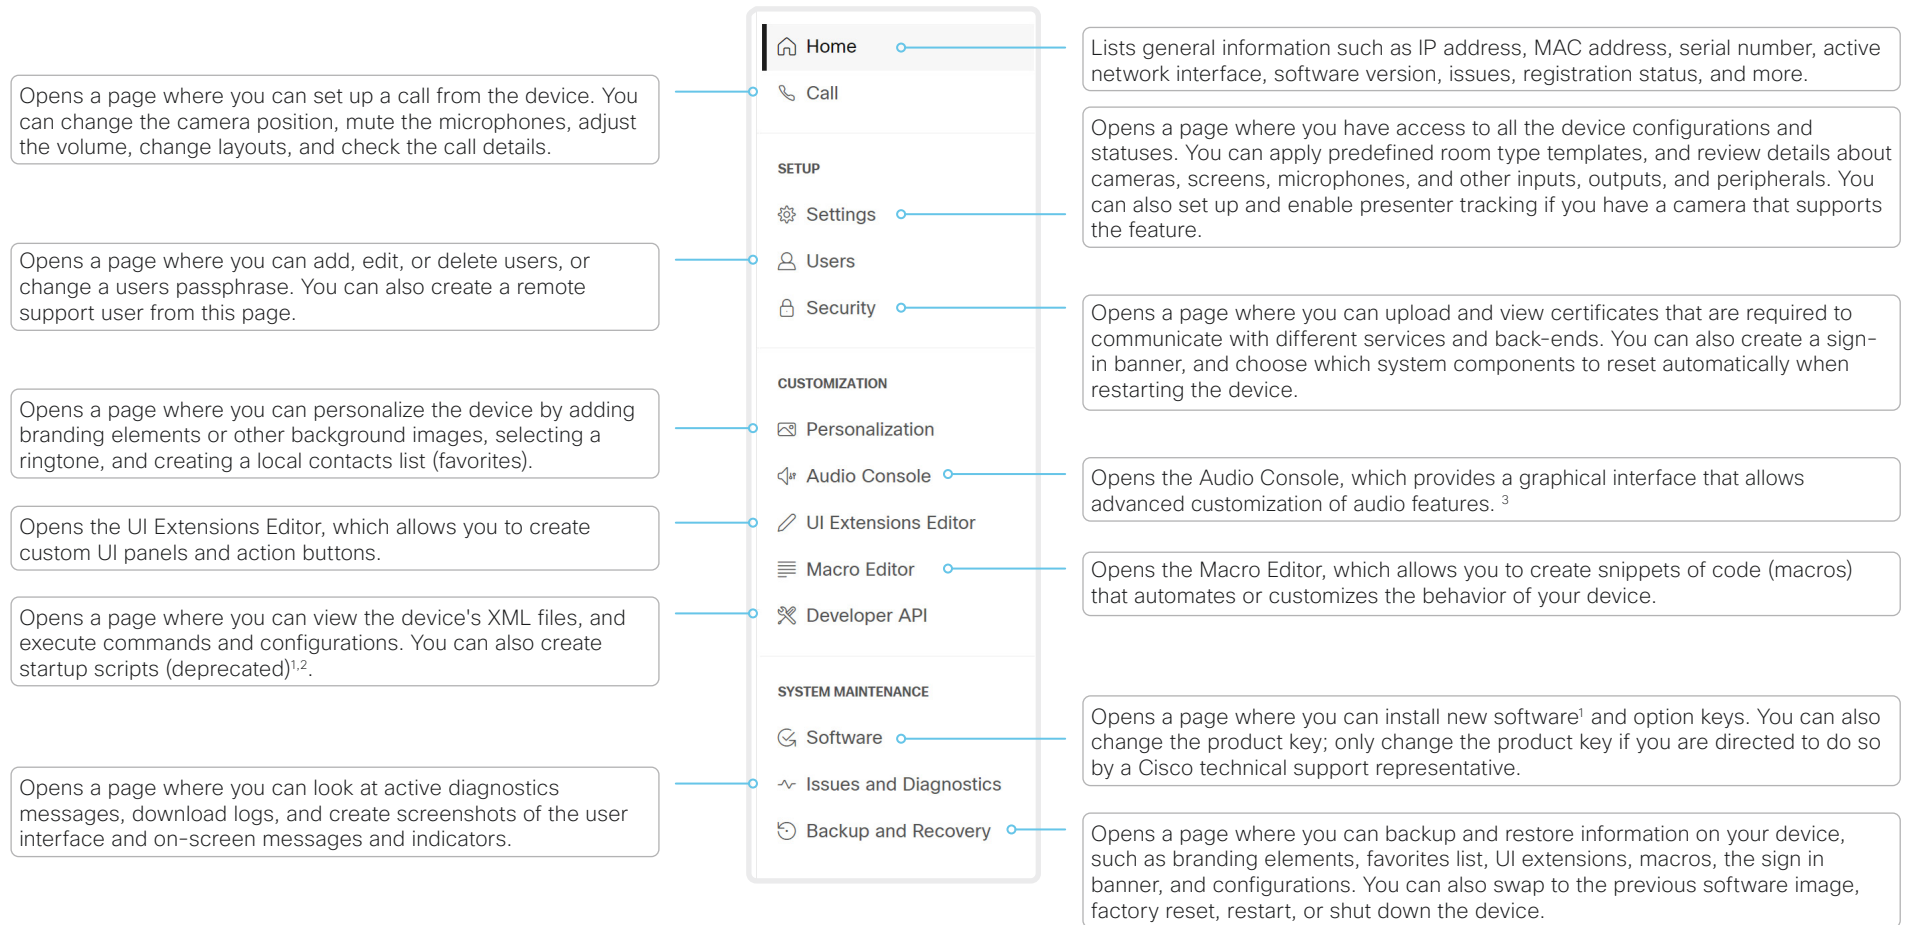 Home
Lists general information such as IP address, MAC address, serial number, active
network interface, software version, issues, registration status, and more.
Opens a page where you can set up a call from the device. You
can change the camera position, mute the microphones, adjust
the volume, change layouts, and check the call details.
Call
Opens a page where you have access to all the device configurations and
statuses. You can apply predefined room type templates, and review details about
cameras, screens, microphones, and other inputs, outputs, and peripherals. You
can also set up and enable presenter tracking if you have a camera that supports
the feature.
SETUP
Settings
Opens a page where you can add, edit, or delete users, or
change a users passphrase. You can also create a remote
support user from this page.
Users
Security
Opens a page where you can upload and view certificates that are required to
communicate with different services and back-ends. You can also create a sign-
in banner, and choose which system components to reset automatically when
restarting the device.
CUSTOMIZATION
Opens a page where you can personalize the device by adding
branding elements or other background images, selecting a
ringtone, and creating a local contacts list (favorites).
Personalization
Audio Console
Opens the Audio Console, which provides a graphical interface that allows
advanced customization of audio features. 3
Opens the UI Extensions Editor, which allows you to create
custom UI panels and action buttons.
UI Extensions Editor
Macro Editor
Opens the Macro Editor, which allows you to create snippets of code (macros)
that automates or customizes the behavior of your device.
Opens a page where you can view the device's XML files, and
execute commands and configurations. You can also create
startup scripts (deprecated)1,2.
Developer API
SYSTEM MAINTENANCE
Software
Opens a page where you can install new software1 and option keys. You can also
change the product key; only change the product key if you are directed to do so
by a Cisco technical support representative.
Opens a page where you can look at active diagnostics
messages, download logs, and create screenshots of the user
interface and on-screen messages and indicators.
Issues and Diagnostics
Backup and Recovery
Opens a page where you can backup and restore information on your device,
such as branding elements, favorites list, UI extensions, macros, the sign in
banner, and configurations. You can also swap to the previous software image,
factory reset, restart, or shut down the device.